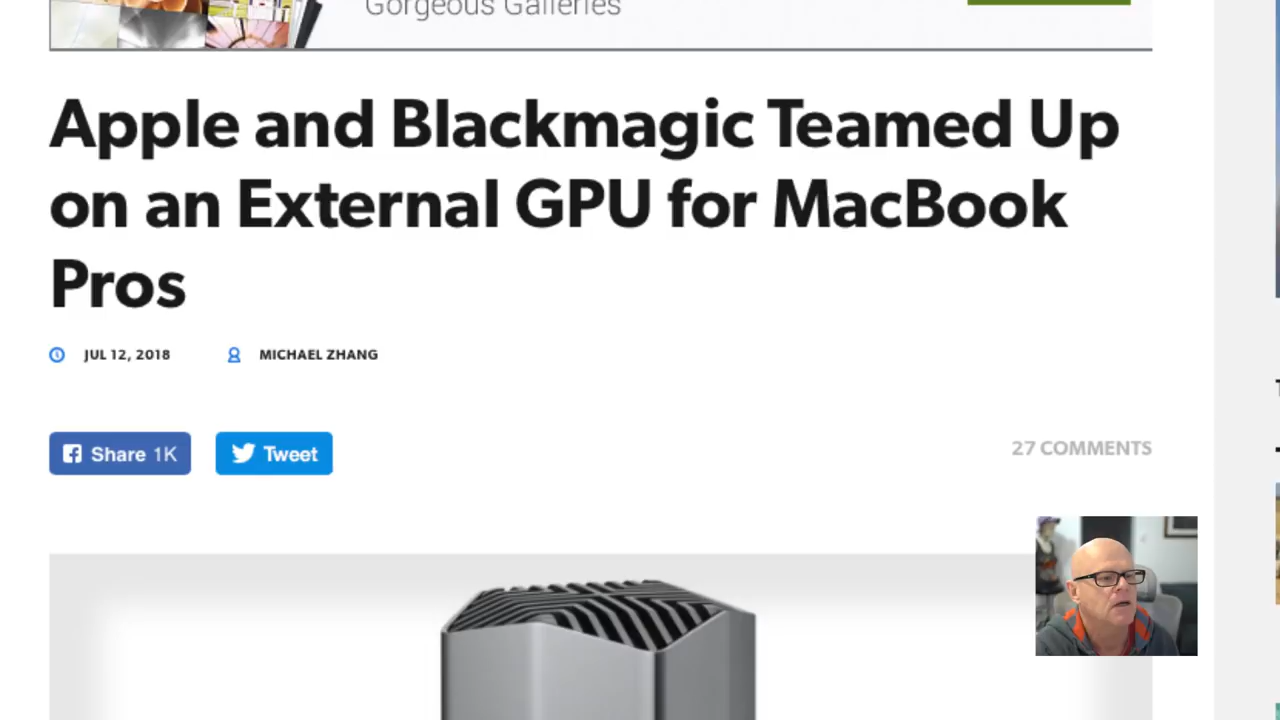 Gorgeous Galleries
Apple and Blackmagic Teamed Up
on an External GPU for MacBook
Pros
JUL 12, 2018 MICHAEL ZHANG
Share 1K Tweet
27 COMMENTS